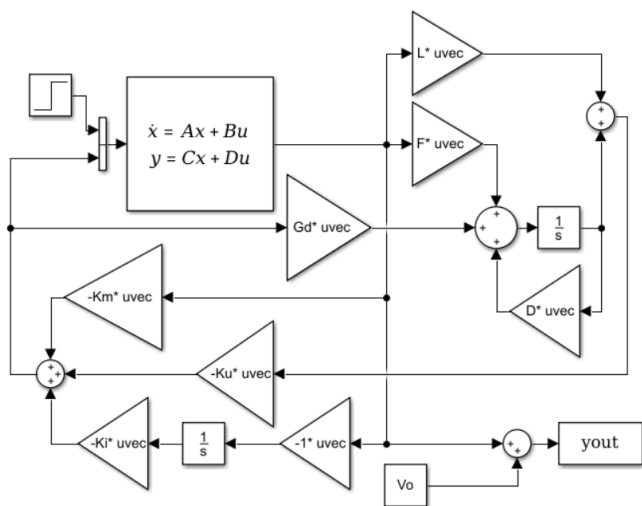 L* uvec
ẋ = Ax + Bu
y = Cx + Du
F* uvec
+
+
Gd* uvec
+
+
+
1
s
D* uvec
-Km* uvec
+
+
+
-Ku* uvec
-Ki* uvec
1
s
-1* uvec
+
+
yout
Vo